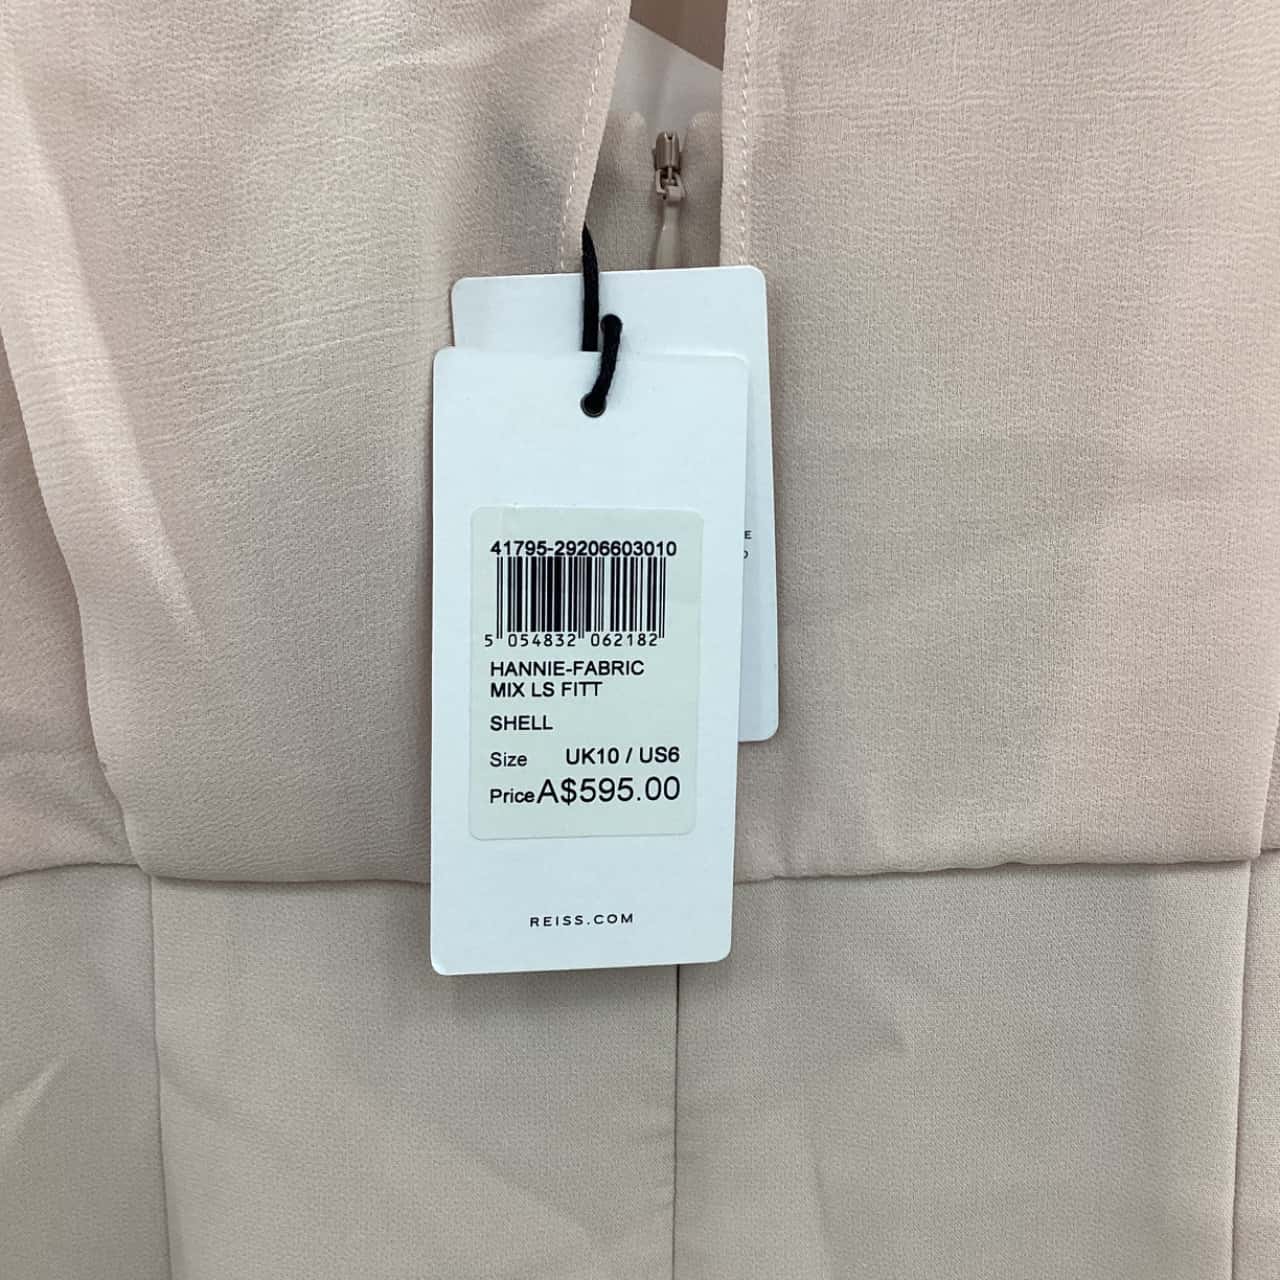 41795-29206603010
5 054832 062182
HANNIE-FABRIC
MIX LS FITT
SHELL
Size UK10 / US6
Price A$595.00
REISS.COM